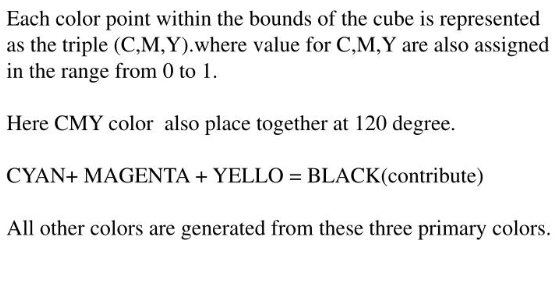 Each color point within the bounds of the cube is represented
as the triple (C,M,Y).where value for C,M,Y are also assigned
in the range from 0 to 1.
Here CMY color  also place together at 120 degree.
CYAN+ MAGENTA + YELLO = BLACK(contribute)
All other colors are generated from these three primary colors.